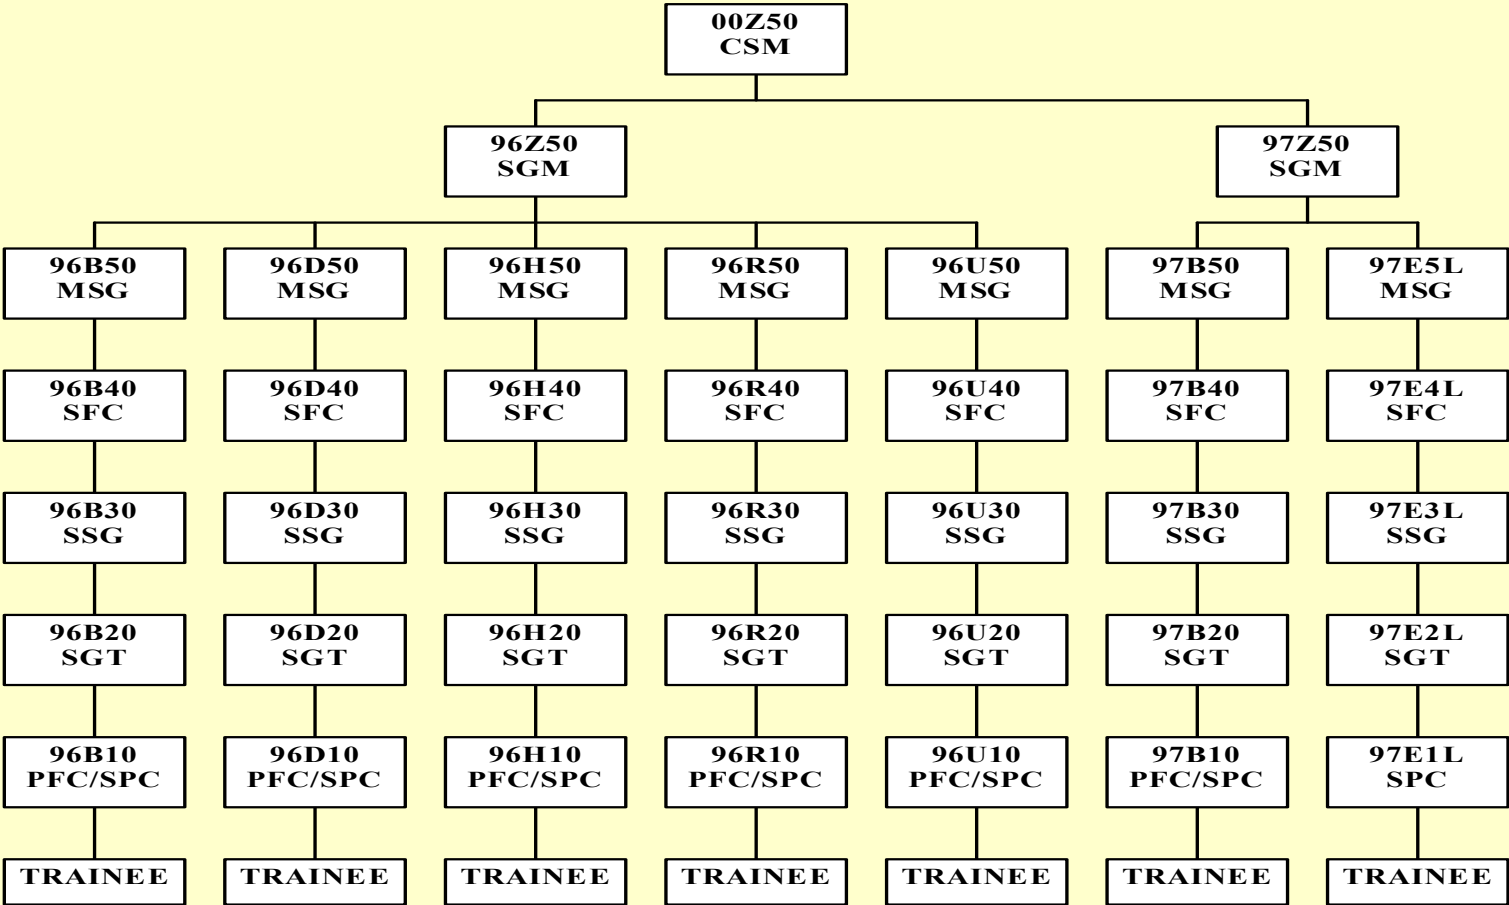 00Z50
CSM
96Z50
SGM
97Z50
SGM
96B50
MSG
96D50
MSG
96H50
MSG
96R50
MSG
96U50
MSG
97B50
MSG
97E5L
MSG
96B40
SFC
96D40
SFC
96H40
SFC
96R40
SFC
96U40
SFC
97B40
SFC
97E4L
SFC
96B30
SSG
96D30
SSG
96H30
SSG
96R30
SSG
96U30
SSG
97B30
SSG
97E3L
SSG
96B20
SGT
96D20
SGT
96H20
SGT
96R20
SGT
96U20
SGT
97B20
SGT
97E2L
SGT
96B10
PFC/SPC
96D10
PFC/SPC
96H10
PFC/SPC
96R10
PFC/SPC
96U10
PFC/SPC
97B10
PFC/SPC
97E1L
SPC
TRAINEE
TRAINEE
TRAINEE
TRAINEE
TRAINEE
TRAINEE
TRAINEE